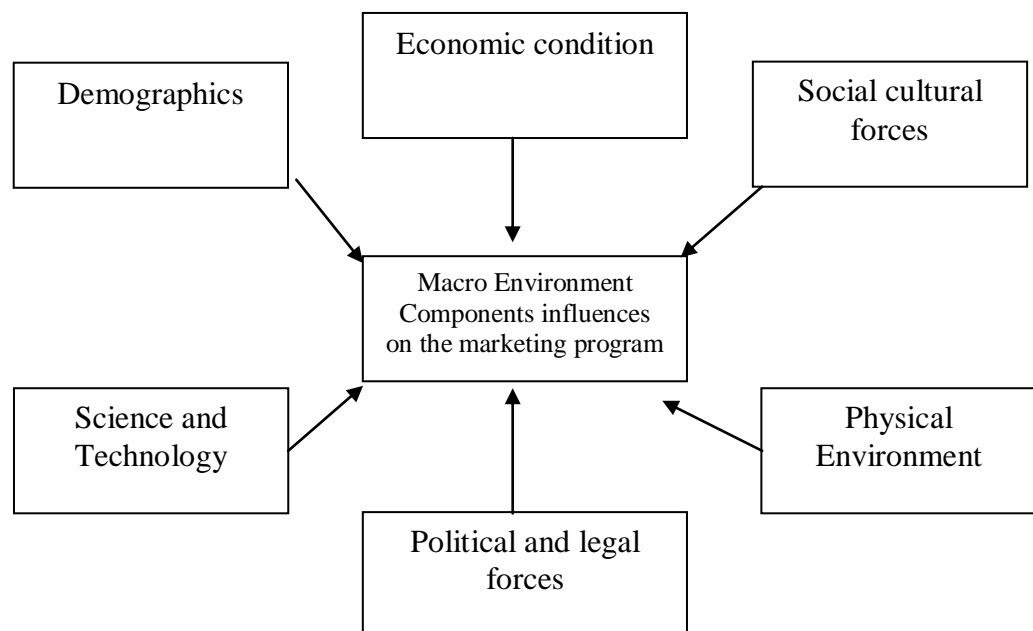 Economic condition
Demographics
Social cultural
forces
Macro Environment
Components influences
on the marketing program
Science and
Technology
Physical
Environment
Political and legal
forces